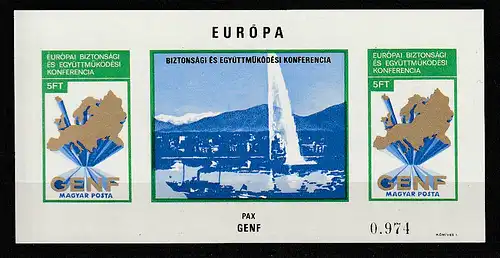 EURÓPA
EURÓPAI BIZTONSÁGI
ÉS EGYÜTTMŰKÖDÉSI
KONFERENCIA
5FT
GENF
MAGYAR POSTA
BIZTONSÁGI ÉS EGYÜTTMŰKÖDÉSI KONFERENCIA
PAX
GENF
EURÓPAI BIZTONSÁGI
ÉS EGYÜTTMŰKÖDÉSI
KONFERENCIA
5FT
GENF
MAGYAR POSTA
0.974